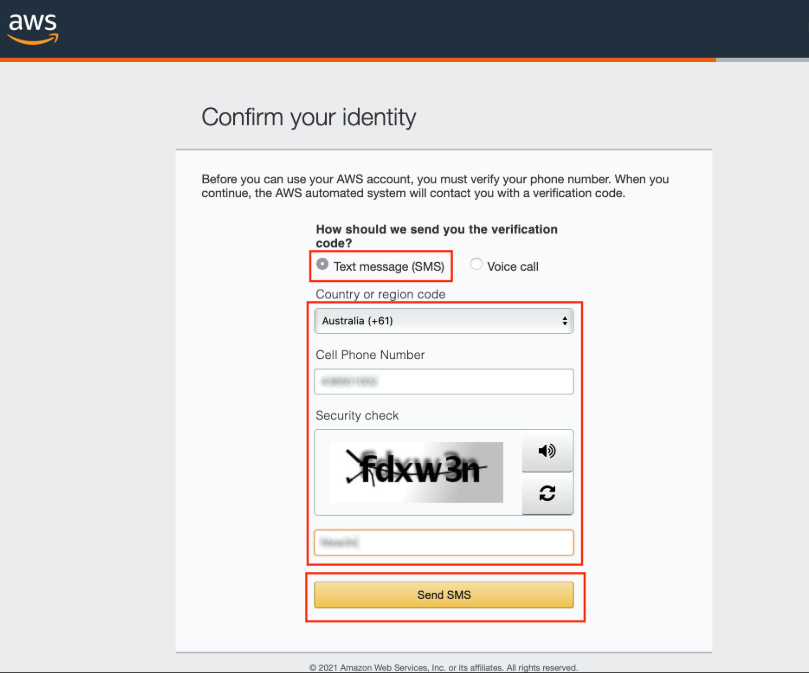 aws
Confirm your identity
Before you can use your AWS account, you must verify your phone number. When you
continue, the AWS automated system will contact you with a verification code.
How should we send you the verification
code?
Text message (SMS)
Voice call
Country or region code
Australia (+61)
Cell Phone Number
Security check
fdxw3n
Send SMS
© 2021 Amazon Web Services, Inc. or its affiliates. All rights reserved.